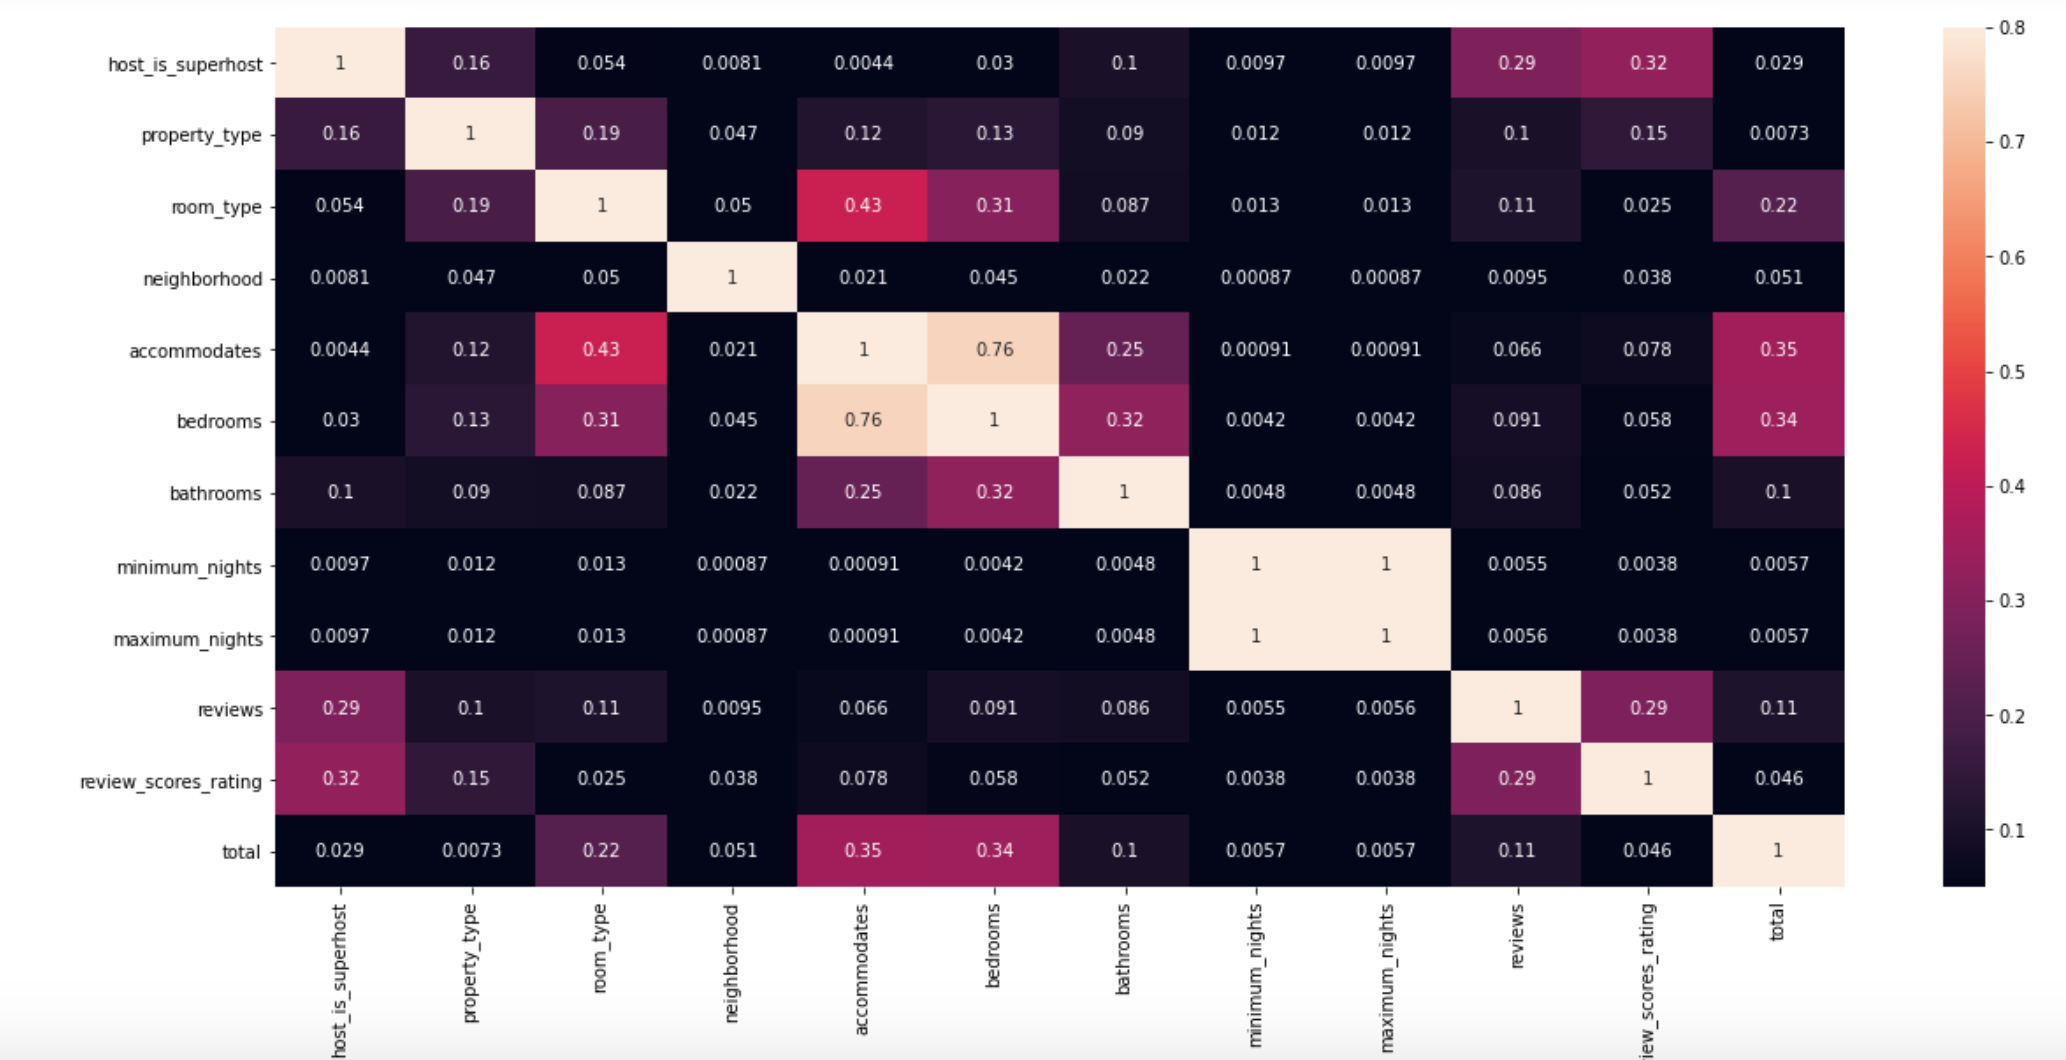 host_is_superhost 1 0.16 0.054 0.0081 0.0044 0.03 0.1 0.0097 0.0097 0.29 0.32 0.029
property_type 0.16 1 0.19 0.047 0.12 0.13 0.09 0.012 0.012 0.1 0.15 0.0073
room_type 0.054 0.19 1 0.05 0.43 0.31 0.087 0.013 0.013 0.11 0.025 0.22
neighborhood 0.0081 0.047 0.05 1 0.021 0.045 0.022 0.00087 0.00087 0.0095 0.038 0.051
accommodates 0.0044 0.12 0.43 0.021 1 0.76 0.25 0.00091 0.00091 0.066 0.078 0.35
bedrooms 0.03 0.13 0.31 0.045 0.76 1 0.32 0.0042 0.0042 0.091 0.058 0.34
bathrooms 0.1 0.09 0.087 0.022 0.25 0.32 1 0.0048 0.0048 0.086 0.052 0.1
minimum_nights 0.0097 0.012 0.013 0.00087 0.00091 0.0042 0.0048 1 1 0.0055 0.0038 0.0057
maximum_nights 0.0097 0.012 0.013 0.00087 0.00091 0.0042 0.0048 1 1 0.0056 0.0038 0.0057
reviews 0.29 0.1 0.11 0.0095 0.066 0.091 0.086 0.0055 0.0056 1 0.29 0.11
review_scores_rating 0.32 0.15 0.025 0.038 0.078 0.058 0.052 0.0038 0.0038 0.29 1 0.046
total 0.029 0.0073 0.22 0.051 0.35 0.34 0.1 0.0057 0.0057 0.11 0.046 1
host_is_superhost
property_type
room_type
neighborhood
accommodates
bedrooms
bathrooms
minimum_nights
maximum_nights
reviews
iew_scores_rating
total
0.8
0.7
0.6
0.5
0.4
0.3
0.2
0.1